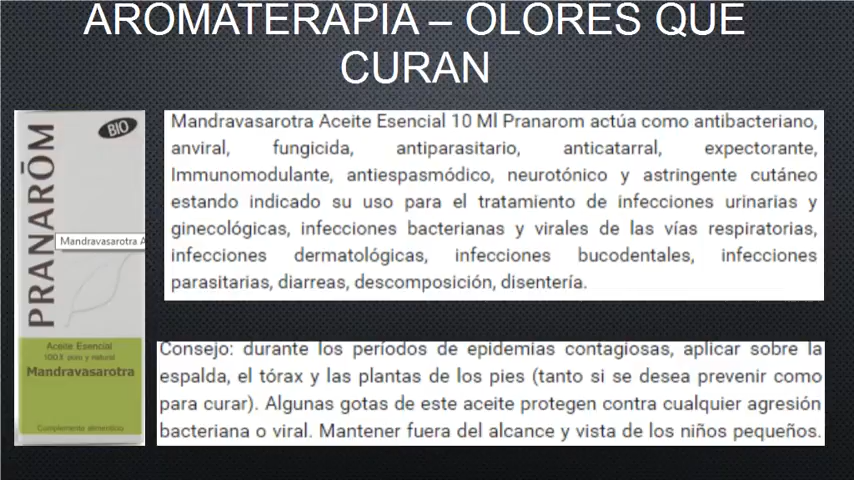 AROMATERAPIA – OLORES QUE
CURAN
BIO
PRANARŌM
Mandravasarotra A
Aceite Esencial
100% puro y natural
Mandravasarotra
Complemento alimenticio
Mandravasarotra Aceite Esencial 10 Ml Pranarom actúa como antibacteriano,
anviral, fungicida, antiparasitario, anticatarral, expectorante,
Immunomodulante, antiespasmódico, neurotónico y astringente cutáneo
estando indicado su uso para el tratamiento de infecciones urinarias y
ginecológicas, infecciones bacterianas y virales de las vías respiratorias,
infecciones dermatológicas, infecciones bucodentales, infecciones
parasitarias, diarreas, descomposición, disentería.
Consejo: durante los períodos de epidemias contagiosas, aplicar sobre la
espalda, el tórax y las plantas de los pies (tanto si se desea prevenir como
para curar). Algunas gotas de este aceite protegen contra cualquier agresión
bacteriana o viral. Mantener fuera del alcance y vista de los niños pequeños.